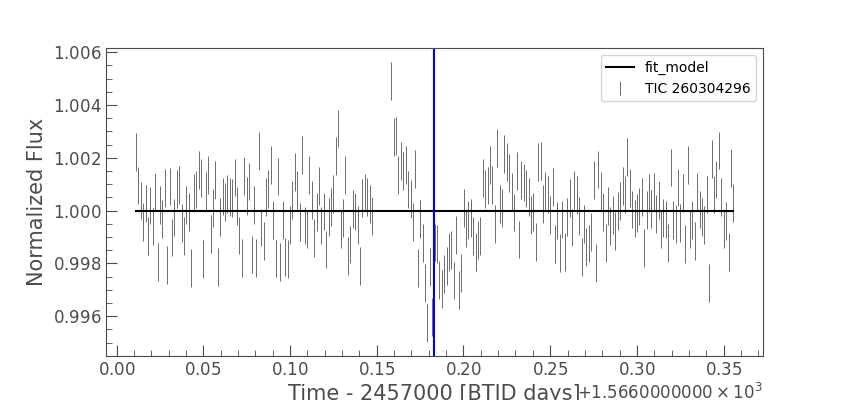 1.006
1.004
1.002
1.000
0.998
0.996
Normalized Flux
fit_model
TIC 260304296
0.00 0.05 0.10 0.15 0.20 0.25 0.30 0.35
Time - 2457000 [BTJD days]
+1.5660000000 × 10³